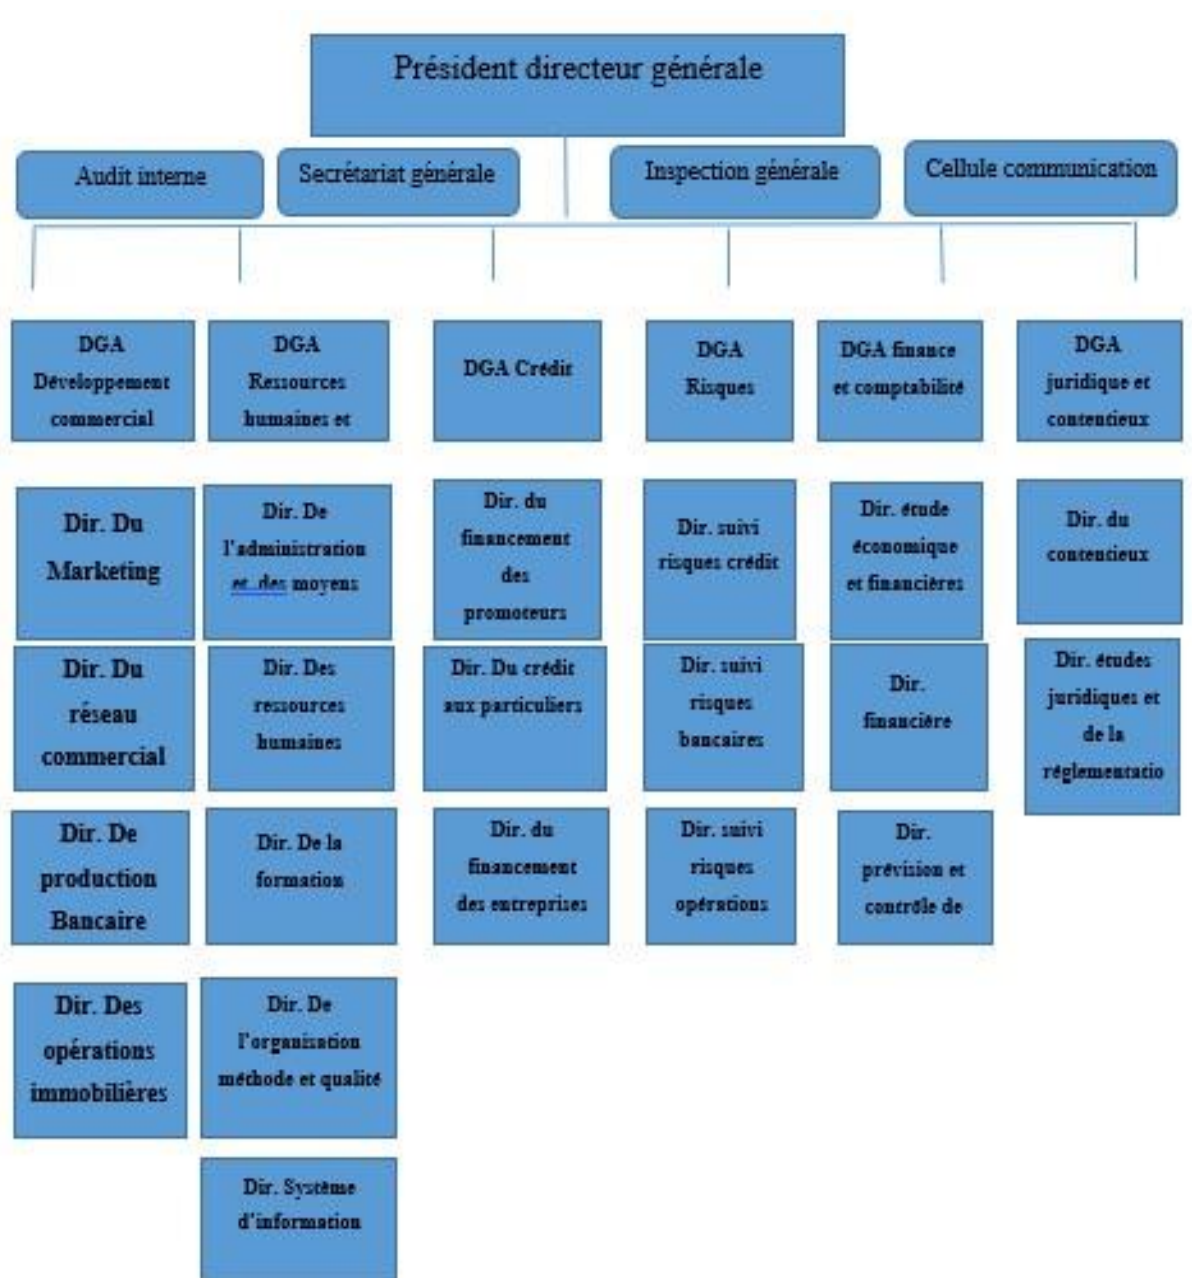 Président directeur générale
Audit interne
Secrétariat générale
Inspection générale
Cellule communication
DGA
Développement
commercial
DGA
Ressources
humaines et
DGA Crédit
DGA
Risques
DGA finance
et comptabilité
DGA
juridique et
contentieux
Dir. Du
Marketing
Dir. De
l'administration
et des moyens
Dir. du
financement
des
promoteurs
Dir. suivi
risques crédit
Dir. étude
économique
et financières
Dir. du
contentieux
Dir. Du
réseau
commercial
Dir. Des
ressources
humaines
Dir. Du crédit
aux particuliers
Dir. suivi
risques
bancaires
Dir.
financière
Dir. études
juridiques et
de la
réglementatio
Dir. De
production
Bancaire
Dir. De la
formation
Dir. du
financement
des entreprises
Dir. suivi
risques
opérations
Dir.
prévision et
contrôle de
Dir. Des
opérations
immobilières
Dir. De
l'organisation
méthode et qualité
Dir. Système
d'information